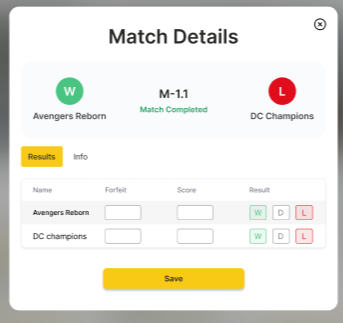 Match Details
W
M-1.1
L
Avengers Reborn
Match Completed
DC Champions
Results Info
Name Forfeit Score Result
Avengers Reborn W D L
DC champions W D L
Save